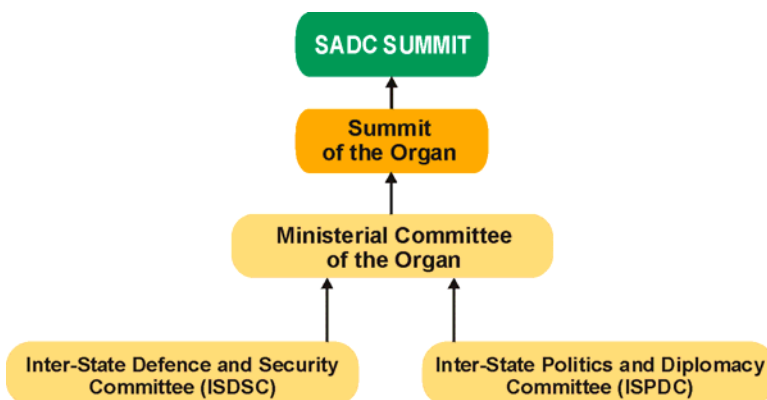 SADC SUMMIT
Summit
of the Organ
Ministerial Committee
of the Organ
Inter-State Defence and Security
Committee (ISDSC)
Inter-State Politics and Diplomacy
Committee (ISPDC)